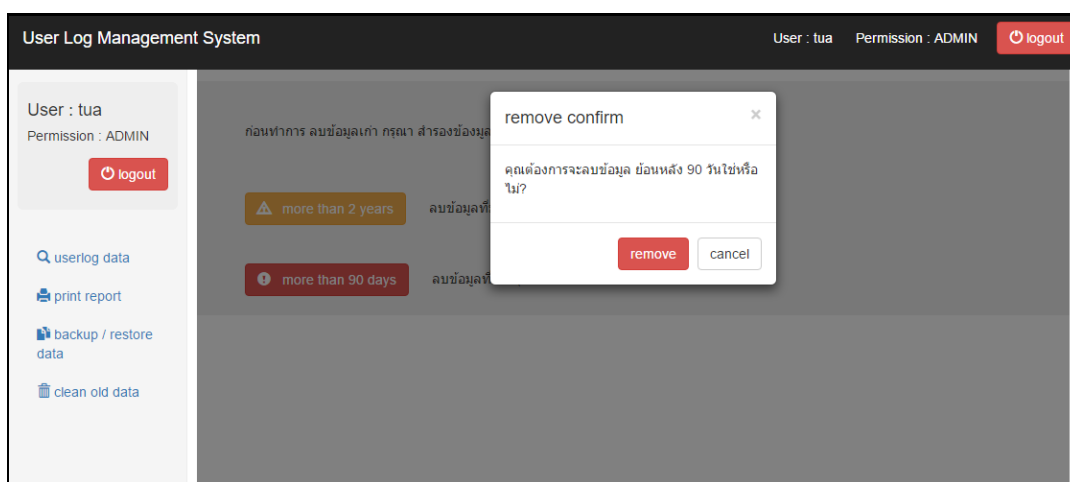 User Log Management System
User : tua
Permission : ADMIN
logout
User : tua
Permission : ADMIN
logout
userlog data
print report
backup / restore
data
clean old data
ก่อนทำการ ลบข้อมูลเก่า กรุณา สำรองข้องมูล
more than 2 years
ลบข้อมูลที่
more than 90 days
ลบข้อมูลที่
remove confirm
×
คุณต้องการจะลบข้อมูล ย้อนหลัง 90 วันใช่หรือ
ไม่?
remove
cancel